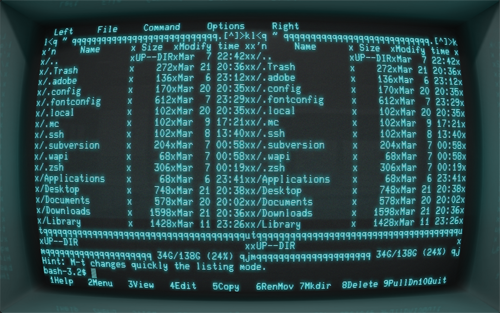 Left File Command Options Right
lk<q ~ qqqqqqqqqqqqqqqqqqqqqqqqqqqqqq.[^]>klk<q ~ qqqqqqqqqqqqqqqqqqqqqqqqqqqqqq.[^]>k
x'n Name x Size xModify time xx'n Name x Size xModify time x
x/.. xUP--DIRxMar 7 22:42xx/.. xUP--DIRxMar 7 22:42x
x/.Trash x 272xMar 21 20:36xx/.Trash x 272xMar 21 20:36x
x/.adobe x 136xMar 6 23:12xx/.adobe x 136xMar 6 23:12x
x/.config x 170xMar 20 20:35xx/.config x 170xMar 20 20:35x
x/.fontconfig x 612xMar 7 23:29xx/.fontconfig x 612xMar 7 23:29x
x/.local x 102xMar 20 20:35xx/.local x 102xMar 20 20:35x
x/.mc x 102xMar 9 17:21xx/.mc x 102xMar 9 17:21x
x/.ssh x 102xMar 8 13:40xx/.ssh x 102xMar 8 13:40x
x/.subversion x 204xMar 7 00:58xx/.subversion x 204xMar 7 00:58x
x/.wapi x 68xMar 7 00:58xx/.wapi x 68xMar 7 00:58x
x/.zsh x 306xMar 7 00:19xx/.zsh x 306xMar 7 00:19x
x/Applications x 68xMar 6 23:41xx/Applications x 68xMar 6 23:41x
x/Desktop x 748xMar 21 20:38xx/Desktop x 748xMar 21 20:38x
x/Documents x 578xMar 20 20:02xx/Documents x 578xMar 20 20:02x
x/Downloads x 1598xMar 21 20:36xx/Downloads x 1598xMar 21 20:36x
x/Library x 1428xMar 11 23:26xx/Library x 1428xMar 11 23:26x
xUP--DIR xxUP--DIR x
34G/138G (24%) qjm 34G/138G (24%) qj
Hint: M-t changes quickly the listing mode.
bash-3.2$
1Help 2Menu 3View 4Edit 5Copy 6RenMov 7Mkdir 8Delete 9PullDn10Quit